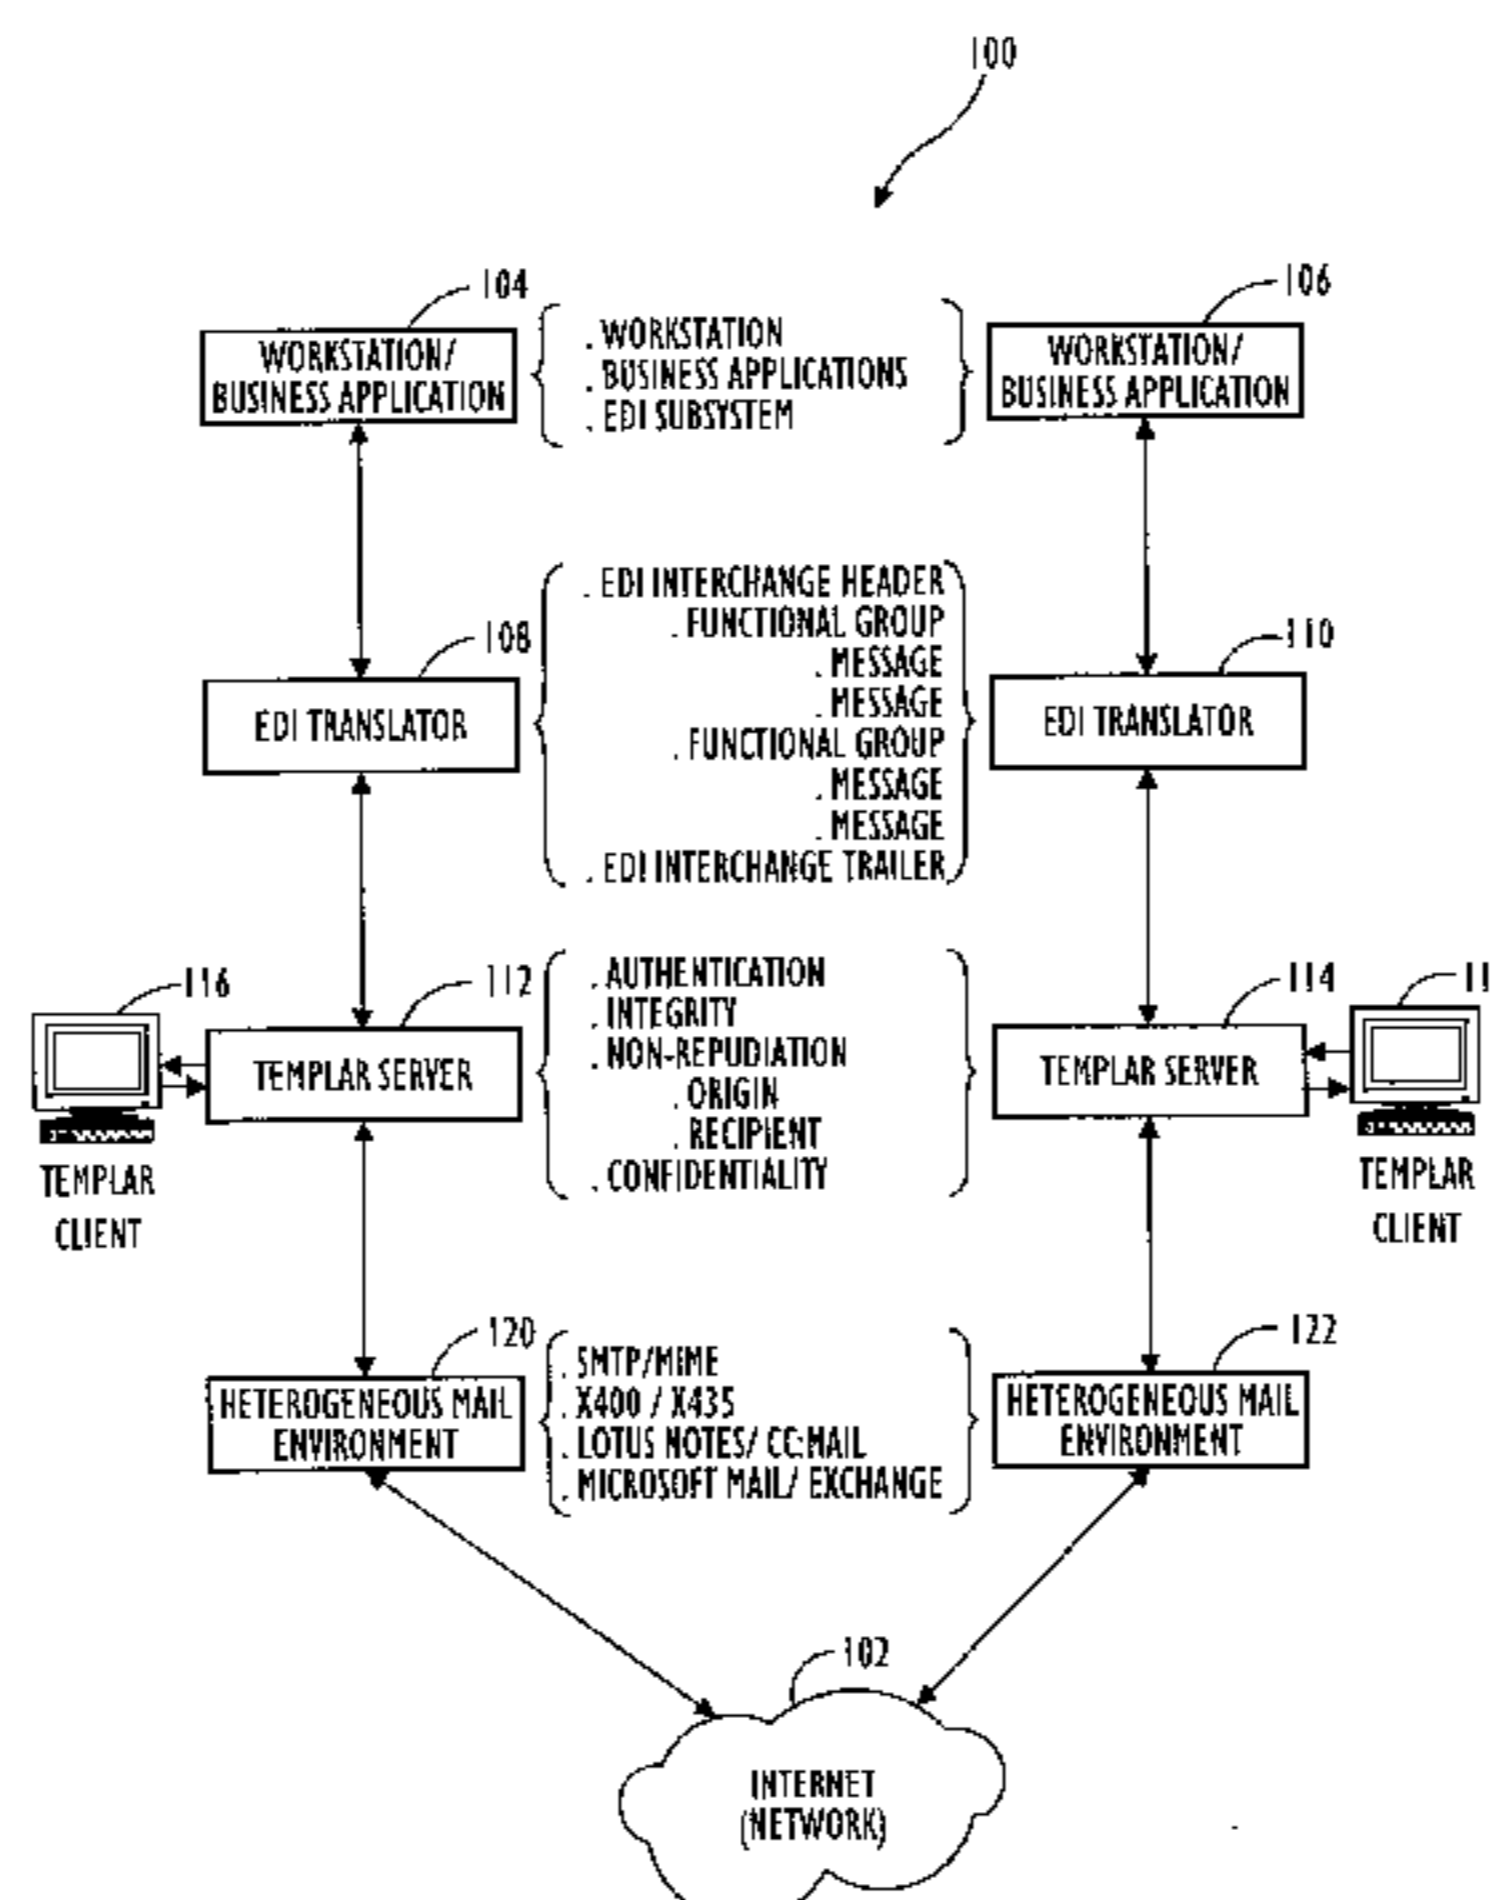 100
104
106
WORKSTATION/
BUSINESS APPLICATION
. WORKSTATION
. BUSINESS APPLICATIONS
. EDI SUBSYSTEM
WORKSTATION/
BUSINESS APPLICATION
108
110
EDI TRANSLATOR
. EDI INTERCHANGE HEADER
. FUNCTIONAL GROUP
. MESSAGE
. MESSAGE
. FUNCTIONAL GROUP
. MESSAGE
. MESSAGE
. EDI INTERCHANGE TRAILER
EDI TRANSLATOR
116
112
114
11
TEMPLAR SERVER
. AUTHENTICATION
. INTEGRITY
. NON-REPUDIATION
. ORIGIN
. RECIPIENT
. CONFIDENTIALITY
TEMPLAR SERVER
TEMPLAR
CLIENT
TEMPLAR
CLIENT
120
122
HETEROGENEOUS MAIL
ENVIRONMENT
. SMTP/MIME
. X400 / X435
. LOTUS NOTES/ CC:MAIL
. MICROSOFT MAIL/ EXCHANGE
HETEROGENEOUS MAIL
ENVIRONMENT
102
INTERNET
(NETWORK)